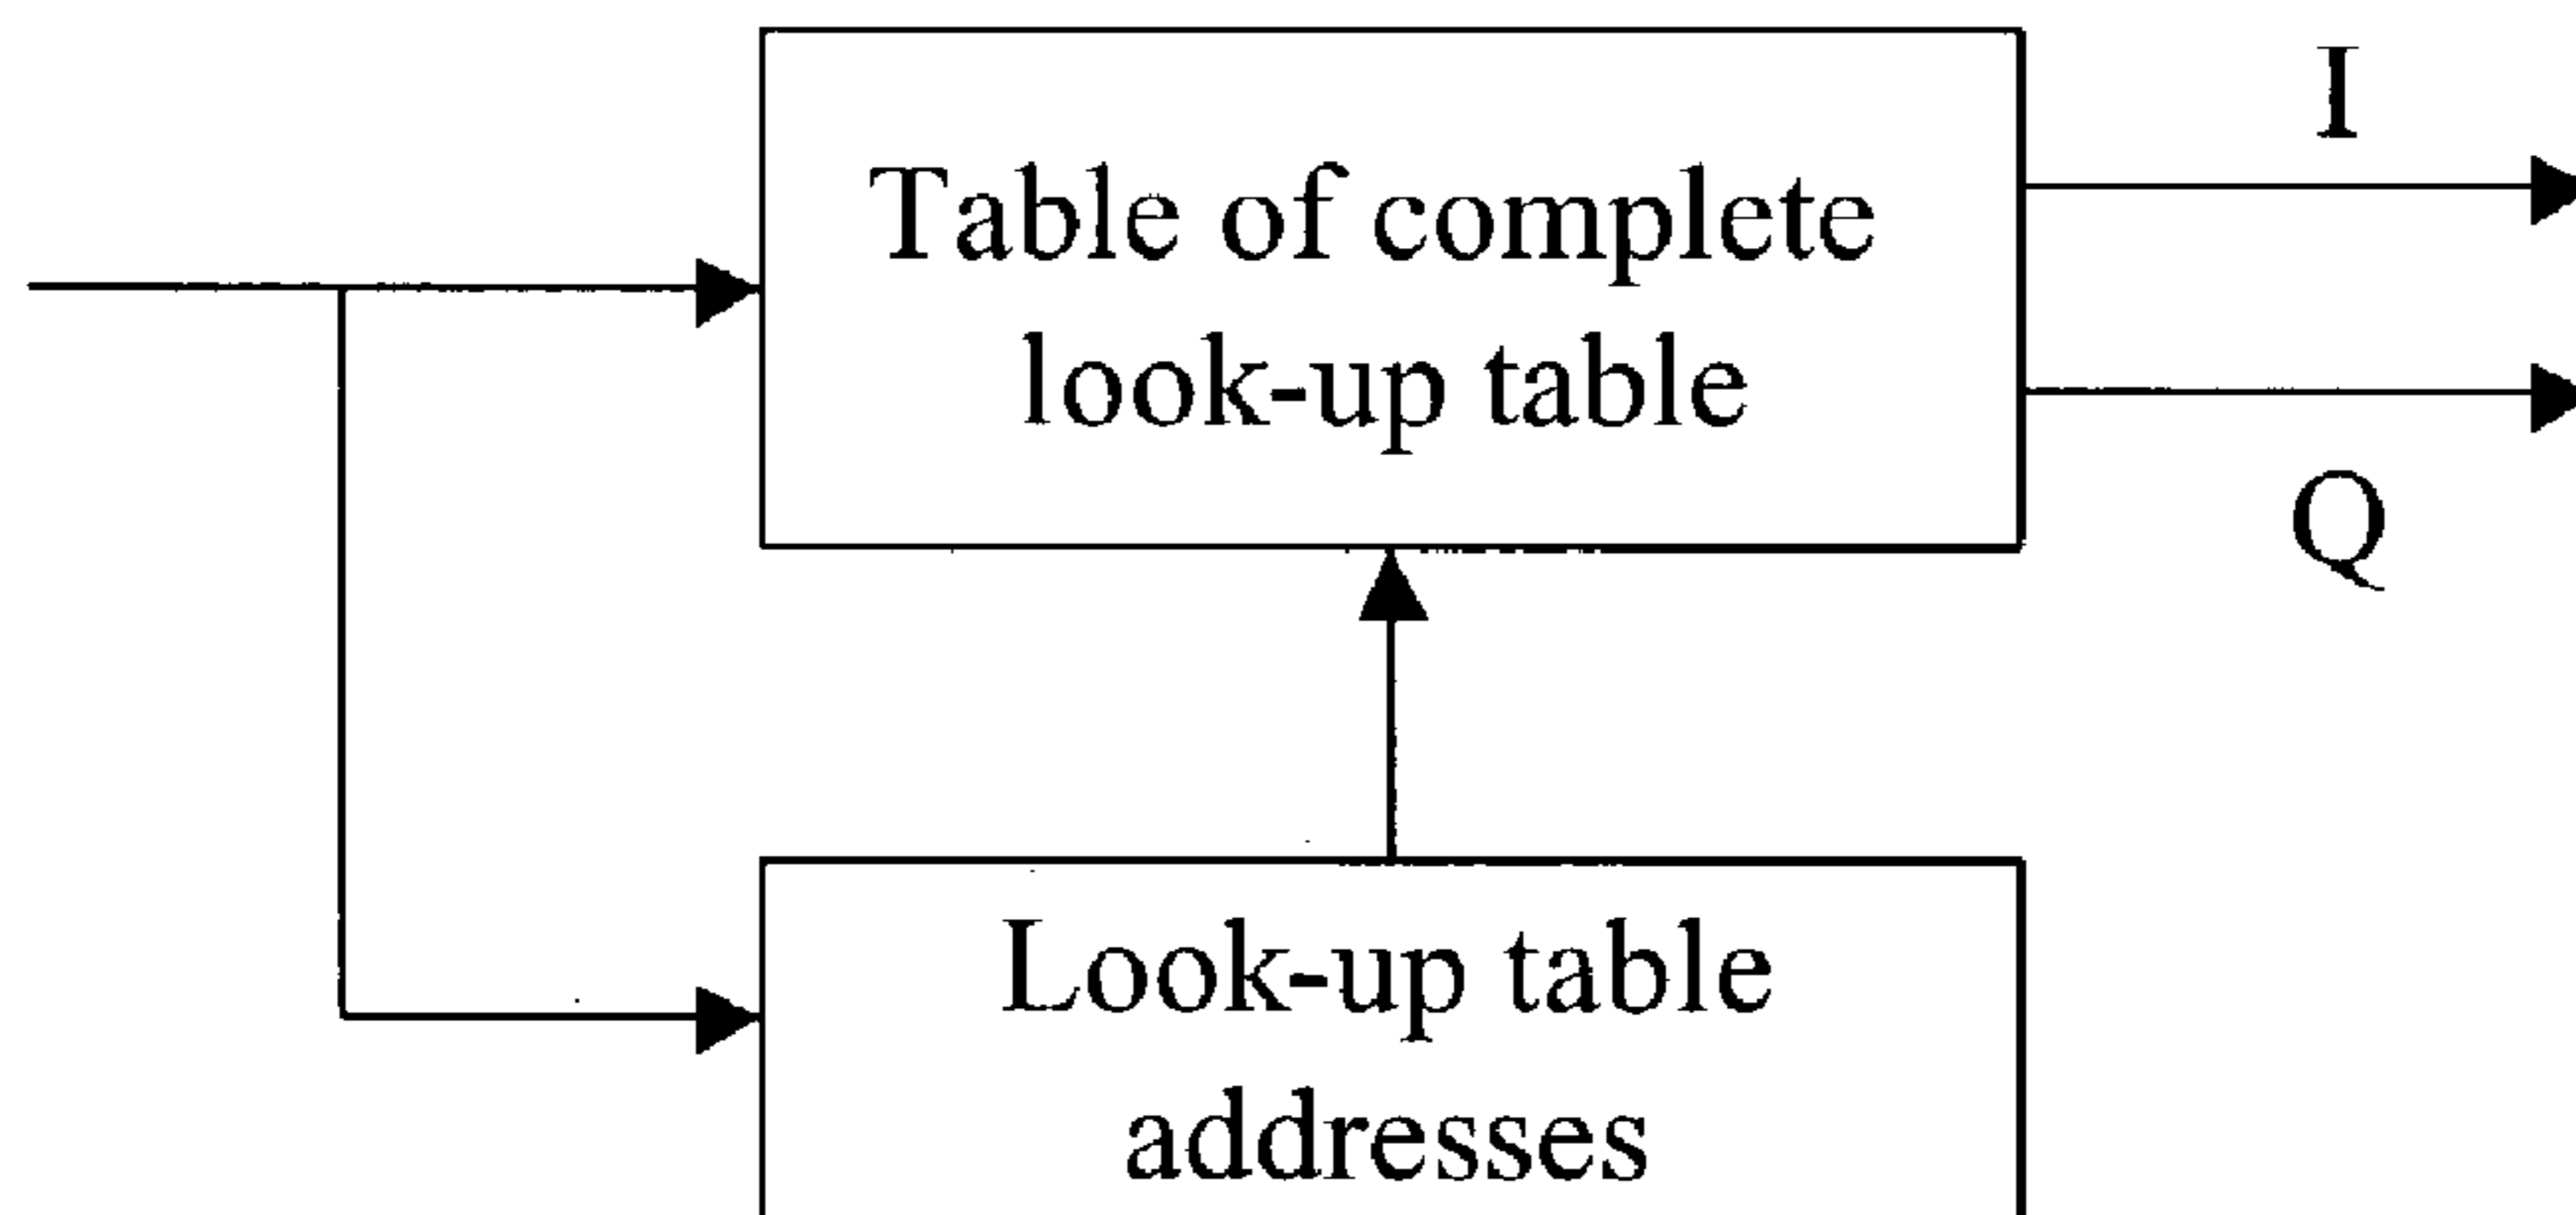 I
Table of complete
look-up table
Q
Look-up table
addresses